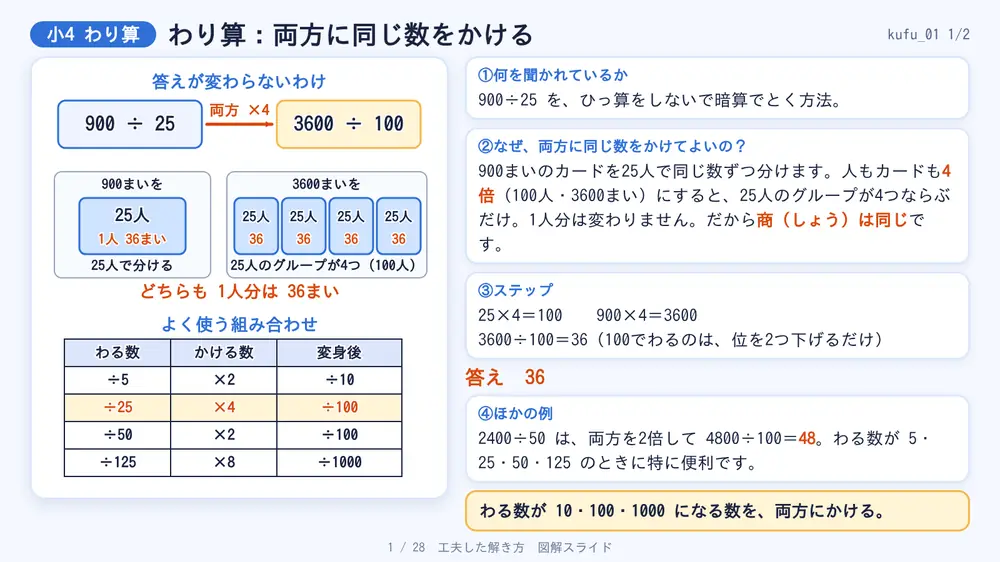 小4 わり算
わり算：両方に同じ数をかける
kufu_01 1/2
答えが変わらないわけ
900 ÷ 25
両方 ×4
3600 ÷ 100
900まいを
25人
1人 36まい
25人で分ける
3600まいを
25人 25人 25人 25人
36 36 36 36
25人のグループが4つ（100人）
どちらも 1人分は 36まい
よく使う組み合わせ
わる数 かける数 変身後
÷5 ×2 ÷10
÷25 ×4 ÷100
÷50 ×2 ÷100
÷125 ×8 ÷1000
①何を聞かれているか
900÷25 を、ひっ算をしないで暗算でとく方法。
②なぜ、両方に同じ数をかけてよいの？
900まいのカードを25人で同じ数ずつ分けます。人もカードも4
倍（100人・3600まい）にすると、25人のグループが4つならぶ
だけ。1人分は変わりません。だから商（しょう）は同じで
す。
③ステップ
25×4＝100　　900×4＝3600
3600÷100＝36（100でわるのは、位を2つ下げるだけ）
答え　36
④ほかの例
2400÷50 は、両方を2倍して 4800÷100＝48。わる数が 5・
25・50・125 のときに特に便利です。
わる数が 10・100・1000 になる数を、両方にかける。
1 / 28　工夫した解き方　図解スライド